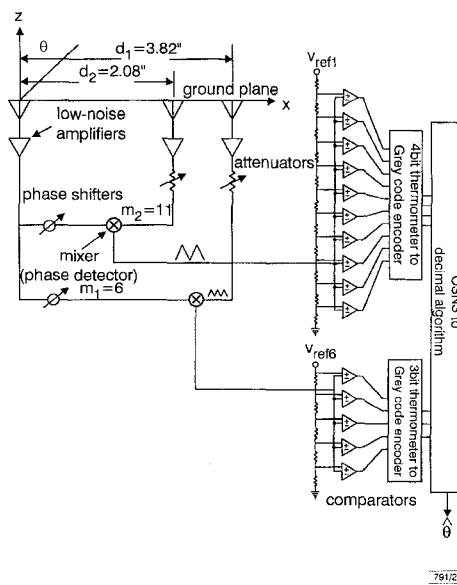 z
θ
d1=3.82"
d2=2.08"
ground plane
x
low-noise
amplifiers
attenuators
phase shifters
m2=11
mixer
(phase detector)
m1=6
Vref1
4bit thermometer to
Grey code encoder
decimal algorithm
Vref6
3bit thermometer to
Grey code encoder
comparators
θ̂
791/2